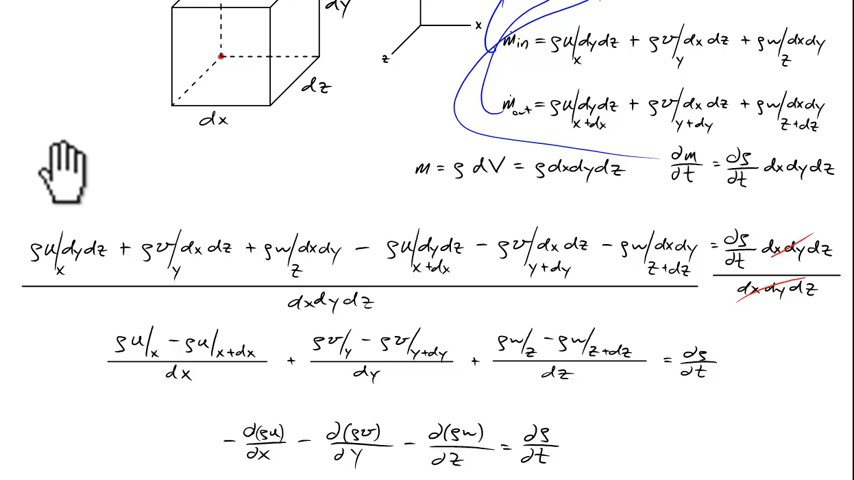 dy
x
z
dz
dx
ṁin = ρu|x dydz + ρv|y dxdz + ρw|z dxdy
ṁout = ρu|x+dx dydz + ρv|y+dy dxdz + ρw|z+dz dxdy
m = ρ dV = ρdxdydz ∂m/∂t = ∂ρ/∂t dxdydz
(ρu|x dydz + ρv|y dxdz + ρw|z dxdy − ρu|x+dx dydz − ρv|y+dy dxdz − ρw|z+dz dxdy) / dxdydz = (∂ρ/∂t dxdydz) / dxdydz
(ρu|x − ρu|x+dx) / dx + (ρv|y − ρv|y+dy) / dy + (ρw|z − ρw|z+dz) / dz = ∂ρ/∂t
− ∂(ρu)/∂x − ∂(ρv)/∂y − ∂(ρw)/∂z = ∂ρ/∂t